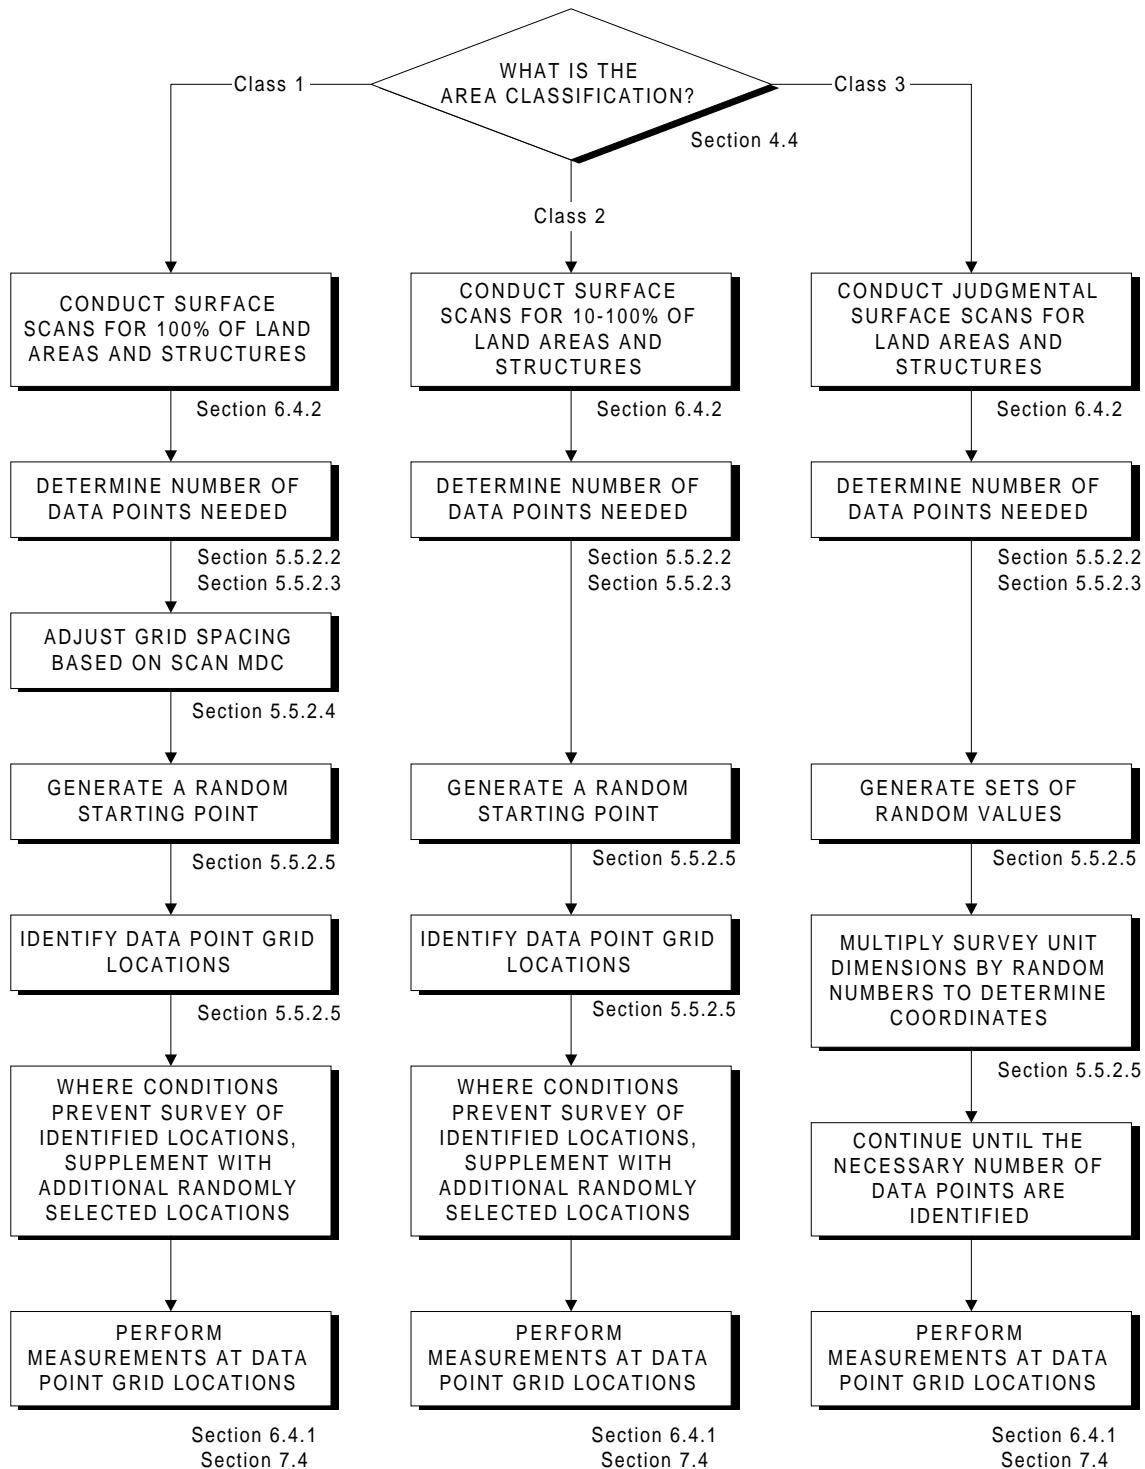 WHAT IS THE
AREA CLASSIFICATION?
Class 1
Class 3
Section 4.4
Class 2
CONDUCT SURFACE
SCANS FOR 100% OF LAND
AREAS AND STRUCTURES
Section 6.4.2
DETERMINE NUMBER OF
DATA POINTS NEEDED
Section 5.5.2.2
Section 5.5.2.3
ADJUST GRID SPACING
BASED ON SCAN MDC
Section 5.5.2.4
GENERATE A RANDOM
STARTING POINT
Section 5.5.2.5
IDENTIFY DATA POINT GRID
LOCATIONS
Section 5.5.2.5
WHERE CONDITIONS
PREVENT SURVEY OF
IDENTIFIED LOCATIONS,
SUPPLEMENT WITH
ADDITIONAL RANDOMLY
SELECTED LOCATIONS
PERFORM
MEASUREMENTS AT DATA
POINT GRID LOCATIONS
Section 6.4.1
Section 7.4
CONDUCT SURFACE
SCANS FOR 10-100% OF
LAND AREAS AND
STRUCTURES
Section 6.4.2
DETERMINE NUMBER OF
DATA POINTS NEEDED
Section 5.5.2.2
Section 5.5.2.3
GENERATE A RANDOM
STARTING POINT
Section 5.5.2.5
IDENTIFY DATA POINT GRID
LOCATIONS
Section 5.5.2.5
WHERE CONDITIONS
PREVENT SURVEY OF
IDENTIFIED LOCATIONS,
SUPPLEMENT WITH
ADDITIONAL RANDOMLY
SELECTED LOCATIONS
PERFORM
MEASUREMENTS AT DATA
POINT GRID LOCATIONS
Section 6.4.1
Section 7.4
CONDUCT JUDGMENTAL
SURFACE SCANS FOR
LAND AREAS AND
STRUCTURES
Section 6.4.2
DETERMINE NUMBER OF
DATA POINTS NEEDED
Section 5.5.2.2
Section 5.5.2.3
GENERATE SETS OF
RANDOM VALUES
Section 5.5.2.5
MULTIPLY SURVEY UNIT
DIMENSIONS BY RANDOM
NUMBERS TO DETERMINE
COORDINATES
Section 5.5.2.5
CONTINUE UNTIL THE
NECESSARY NUMBER OF
DATA POINTS ARE
IDENTIFIED
PERFORM
MEASUREMENTS AT DATA
POINT GRID LOCATIONS
Section 6.4.1
Section 7.4